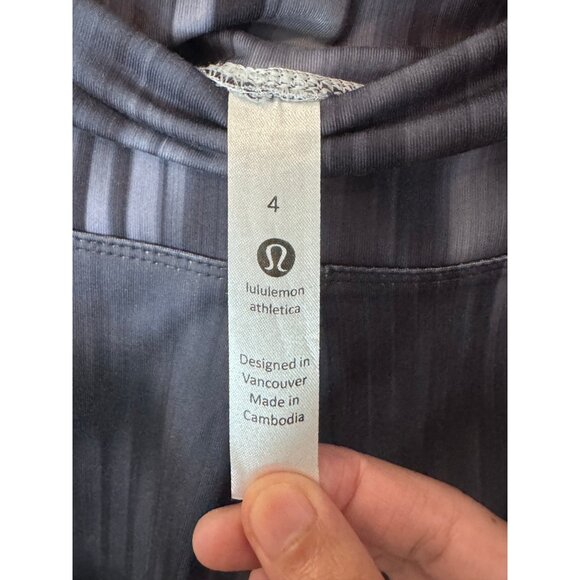 4
lululemon
athletica
Designed in
Vancouver
Made in
Cambodia